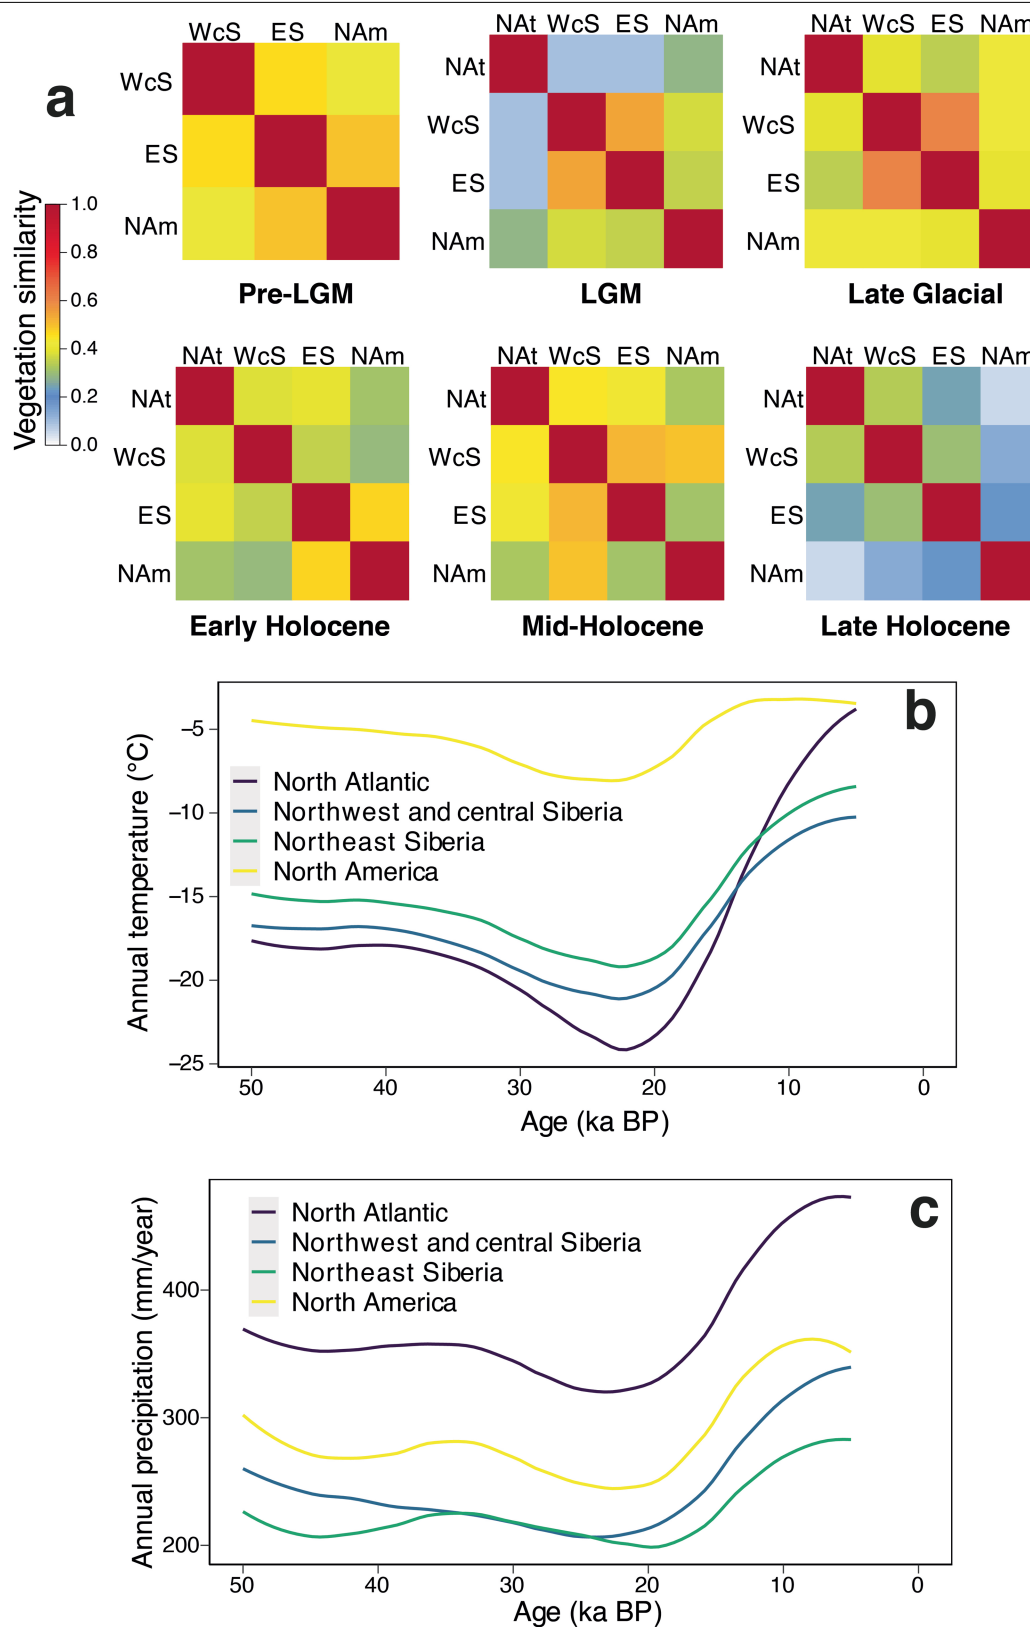 a
WcS ES NAm
WcS
ES
NAm
Pre-LGM
NAt WcS ES NAm
NAt
WcS
ES
NAm
LGM
NAt WcS ES NAm
NAt
WcS
ES
NAm
Late Glacial
Vegetation similarity
1.0
0.8
0.6
0.4
0.2
0.0
NAt WcS ES NAm
NAt
WcS
ES
NAm
Early Holocene
NAt WcS ES NAm
NAt
WcS
ES
NAm
Mid-Holocene
NAt WcS ES NAm
NAt
WcS
ES
NAm
Late Holocene
b
Annual temperature (°C)
−5
−10
−15
−20
−25
North Atlantic
Northwest and central Siberia
Northeast Siberia
North America
50 40 30 20 10 0
Age (ka BP)
c
Annual precipitation (mm/year)
400
300
200
North Atlantic
Northwest and central Siberia
Northeast Siberia
North America
50 40 30 20 10 0
Age (ka BP)